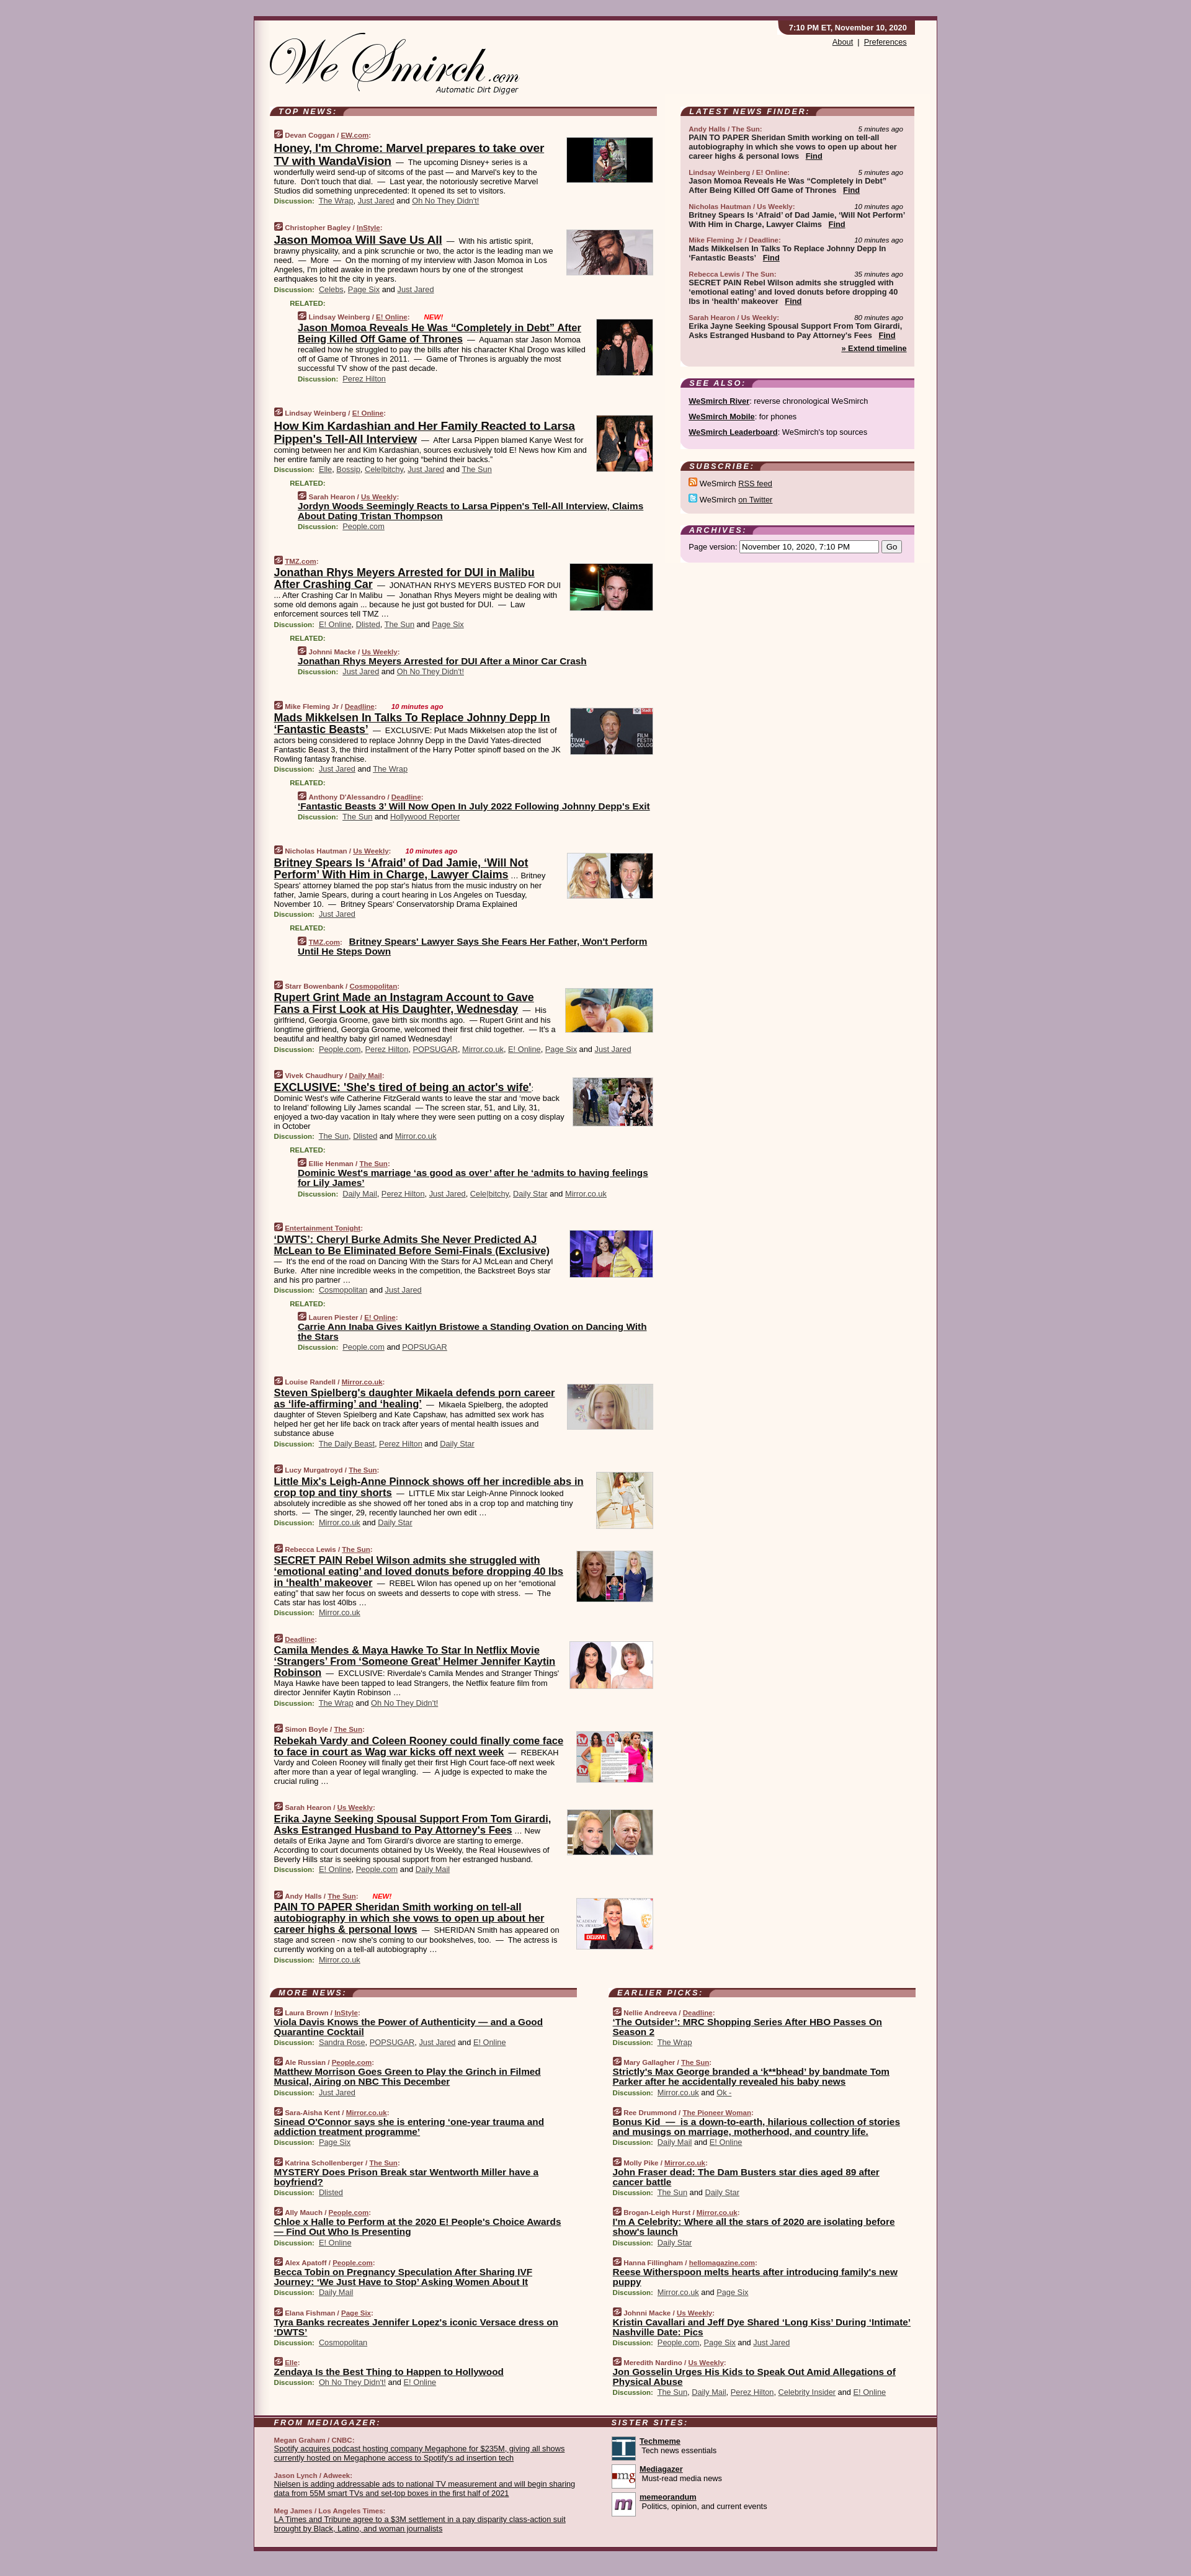 7:10 PM ET, November 10, 2020
About | Preferences
We Smirch.com
Automatic Dirt Digger
TOP NEWS:
Devan Coggan / EW.com:
Honey, I'm Chrome: Marvel prepares to take over
TV with WandaVision — The upcoming Disney+ series is a
wonderfully weird send-up of sitcoms of the past — and Marvel's key to the
future. Don't touch that dial. — Last year, the notoriously secretive Marvel
Studios did something unprecedented: It opened its set to visitors.
Discussion: The Wrap, Just Jared and Oh No They Didn't!
Christopher Bagley / InStyle:
Jason Momoa Will Save Us All — With his artistic spirit,
brawny physicality, and a pink scrunchie or two, the actor is the leading man we
need. — More — On the morning of my interview with Jason Momoa in Los
Angeles, I'm jolted awake in the predawn hours by one of the strongest
earthquakes to hit the city in years.
Discussion: Celebs, Page Six and Just Jared
RELATED:
Lindsay Weinberg / E! Online: NEW!
Jason Momoa Reveals He Was “Completely in Debt” After
Being Killed Off Game of Thrones — Aquaman star Jason Momoa
recalled how he struggled to pay the bills after his character Khal Drogo was killed
off of Game of Thrones in 2011. — Game of Thrones is arguably the most
successful TV show of the past decade.
Discussion: Perez Hilton
Lindsay Weinberg / E! Online:
How Kim Kardashian and Her Family Reacted to Larsa
Pippen's Tell-All Interview — After Larsa Pippen blamed Kanye West for
coming between her and Kim Kardashian, sources exclusively told E! News how Kim and
her entire family are reacting to her going “behind their backs.”
Discussion: Elle, Bossip, Cele|bitchy, Just Jared and The Sun
RELATED:
Sarah Hearon / Us Weekly:
Jordyn Woods Seemingly Reacts to Larsa Pippen's Tell-All Interview, Claims
About Dating Tristan Thompson
Discussion: People.com
TMZ.com:
Jonathan Rhys Meyers Arrested for DUI in Malibu
After Crashing Car — JONATHAN RHYS MEYERS BUSTED FOR DUI
... After Crashing Car In Malibu — Jonathan Rhys Meyers might be dealing with
some old demons again ... because he just got busted for DUI. — Law
enforcement sources tell TMZ …
Discussion: E! Online, Dlisted, The Sun and Page Six
RELATED:
Johnni Macke / Us Weekly:
Jonathan Rhys Meyers Arrested for DUI After a Minor Car Crash
Discussion: Just Jared and Oh No They Didn't!
Mike Fleming Jr / Deadline: 10 minutes ago
Mads Mikkelsen In Talks To Replace Johnny Depp In
‘Fantastic Beasts’ — EXCLUSIVE: Put Mads Mikkelsen atop the list of
actors being considered to replace Johnny Depp in the David Yates-directed
Fantastic Beast 3, the third installment of the Harry Potter spinoff based on the JK
Rowling fantasy franchise.
Discussion: Just Jared and The Wrap
RELATED:
Anthony D'Alessandro / Deadline:
‘Fantastic Beasts 3’ Will Now Open In July 2022 Following Johnny Depp's Exit
Discussion: The Sun and Hollywood Reporter
Nicholas Hautman / Us Weekly: 10 minutes ago
Britney Spears Is ‘Afraid’ of Dad Jamie, ‘Will Not
Perform’ With Him in Charge, Lawyer Claims … Britney
Spears' attorney blamed the pop star's hiatus from the music industry on her
father, Jamie Spears, during a court hearing in Los Angeles on Tuesday,
November 10. — Britney Spears' Conservatorship Drama Explained
Discussion: Just Jared
RELATED:
TMZ.com: Britney Spears' Lawyer Says She Fears Her Father, Won't Perform
Until He Steps Down
Starr Bowenbank / Cosmopolitan:
Rupert Grint Made an Instagram Account to Gave
Fans a First Look at His Daughter, Wednesday — His
girlfriend, Georgia Groome, gave birth six months ago. — Rupert Grint and his
longtime girlfriend, Georgia Groome, welcomed their first child together. — It's a
beautiful and healthy baby girl named Wednesday!
Discussion: People.com, Perez Hilton, POPSUGAR, Mirror.co.uk, E! Online, Page Six and Just Jared
Vivek Chaudhury / Daily Mail:
EXCLUSIVE: 'She's tired of being an actor's wife':
Dominic West's wife Catherine FitzGerald wants to leave the star and ‘move back
to Ireland’ following Lily James scandal — The screen star, 51, and Lily, 31,
enjoyed a two-day vacation in Italy where they were seen putting on a cosy display
in October
Discussion: The Sun, Dlisted and Mirror.co.uk
RELATED:
Ellie Henman / The Sun:
Dominic West's marriage ‘as good as over’ after he ‘admits to having feelings
for Lily James’
Discussion: Daily Mail, Perez Hilton, Just Jared, Cele|bitchy, Daily Star and Mirror.co.uk
Entertainment Tonight:
‘DWTS’: Cheryl Burke Admits She Never Predicted AJ
McLean to Be Eliminated Before Semi-Finals (Exclusive)
— It's the end of the road on Dancing With the Stars for AJ McLean and Cheryl
Burke. After nine incredible weeks in the competition, the Backstreet Boys star
and his pro partner …
Discussion: Cosmopolitan and Just Jared
RELATED:
Lauren Piester / E! Online:
Carrie Ann Inaba Gives Kaitlyn Bristowe a Standing Ovation on Dancing With
the Stars
Discussion: People.com and POPSUGAR
Louise Randell / Mirror.co.uk:
Steven Spielberg's daughter Mikaela defends porn career
as ‘life-affirming’ and ‘healing’ — Mikaela Spielberg, the adopted
daughter of Steven Spielberg and Kate Capshaw, has admitted sex work has
helped her get her life back on track after years of mental health issues and
substance abuse
Discussion: The Daily Beast, Perez Hilton and Daily Star
Lucy Murgatroyd / The Sun:
Little Mix's Leigh-Anne Pinnock shows off her incredible abs in
crop top and tiny shorts — LITTLE Mix star Leigh-Anne Pinnock looked
absolutely incredible as she showed off her toned abs in a crop top and matching tiny
shorts. — The singer, 29, recently launched her own edit …
Discussion: Mirror.co.uk and Daily Star
Rebecca Lewis / The Sun:
SECRET PAIN Rebel Wilson admits she struggled with
‘emotional eating’ and loved donuts before dropping 40 lbs
in ‘health’ makeover — REBEL Wilon has opened up on her “emotional
eating” that saw her focus on sweets and desserts to cope with stress. — The
Cats star has lost 40lbs …
Discussion: Mirror.co.uk
Deadline:
Camila Mendes & Maya Hawke To Star In Netflix Movie
‘Strangers’ From ‘Someone Great’ Helmer Jennifer Kaytin
Robinson — EXCLUSIVE: Riverdale's Camila Mendes and Stranger Things'
Maya Hawke have been tapped to lead Strangers, the Netflix feature film from
director Jennifer Kaytin Robinson …
Discussion: The Wrap and Oh No They Didn't!
Simon Boyle / The Sun:
Rebekah Vardy and Coleen Rooney could finally come face
to face in court as Wag war kicks off next week — REBEKAH
Vardy and Coleen Rooney will finally get their first High Court face-off next week
after more than a year of legal wrangling. — A judge is expected to make the
crucial ruling …
Sarah Hearon / Us Weekly:
Erika Jayne Seeking Spousal Support From Tom Girardi,
Asks Estranged Husband to Pay Attorney's Fees … New
details of Erika Jayne and Tom Girardi's divorce are starting to emerge.
According to court documents obtained by Us Weekly, the Real Housewives of
Beverly Hills star is seeking spousal support from her estranged husband.
Discussion: E! Online, People.com and Daily Mail
Andy Halls / The Sun: NEW!
PAIN TO PAPER Sheridan Smith working on tell-all
autobiography in which she vows to open up about her
career highs & personal lows — SHERIDAN Smith has appeared on
stage and screen - now she's coming to our bookshelves, too. — The actress is
currently working on a tell-all autobiography …
Discussion: Mirror.co.uk
LATEST NEWS FINDER:
Andy Halls / The Sun: 5 minutes ago
PAIN TO PAPER Sheridan Smith working on tell-all
autobiography in which she vows to open up about her
career highs & personal lows Find
Lindsay Weinberg / E! Online: 5 minutes ago
Jason Momoa Reveals He Was “Completely in Debt”
After Being Killed Off Game of Thrones Find
Nicholas Hautman / Us Weekly: 10 minutes ago
Britney Spears Is ‘Afraid’ of Dad Jamie, ‘Will Not Perform’
With Him in Charge, Lawyer Claims Find
Mike Fleming Jr / Deadline: 10 minutes ago
Mads Mikkelsen In Talks To Replace Johnny Depp In
‘Fantastic Beasts’ Find
Rebecca Lewis / The Sun: 35 minutes ago
SECRET PAIN Rebel Wilson admits she struggled with
‘emotional eating’ and loved donuts before dropping 40
lbs in ‘health’ makeover Find
Sarah Hearon / Us Weekly: 80 minutes ago
Erika Jayne Seeking Spousal Support From Tom Girardi,
Asks Estranged Husband to Pay Attorney's Fees Find
» Extend timeline
SEE ALSO:
WeSmirch River: reverse chronological WeSmirch
WeSmirch Mobile: for phones
WeSmirch Leaderboard: WeSmirch's top sources
SUBSCRIBE:
WeSmirch RSS feed
WeSmirch on Twitter
ARCHIVES:
Page version: November 10, 2020, 7:10 PM Go
MORE NEWS:
Laura Brown / InStyle:
Viola Davis Knows the Power of Authenticity — and a Good
Quarantine Cocktail
Discussion: Sandra Rose, POPSUGAR, Just Jared and E! Online
Ale Russian / People.com:
Matthew Morrison Goes Green to Play the Grinch in Filmed
Musical, Airing on NBC This December
Discussion: Just Jared
Sara-Aisha Kent / Mirror.co.uk:
Sinead O'Connor says she is entering ‘one-year trauma and
addiction treatment programme’
Discussion: Page Six
Katrina Schollenberger / The Sun:
MYSTERY Does Prison Break star Wentworth Miller have a
boyfriend?
Discussion: Dlisted
Ally Mauch / People.com:
Chloe x Halle to Perform at the 2020 E! People's Choice Awards
— Find Out Who Is Presenting
Discussion: E! Online
Alex Apatoff / People.com:
Becca Tobin on Pregnancy Speculation After Sharing IVF
Journey: ‘We Just Have to Stop’ Asking Women About It
Discussion: Daily Mail
Elana Fishman / Page Six:
Tyra Banks recreates Jennifer Lopez's iconic Versace dress on
‘DWTS’
Discussion: Cosmopolitan
Elle:
Zendaya Is the Best Thing to Happen to Hollywood
Discussion: Oh No They Didn't! and E! Online
EARLIER PICKS:
Nellie Andreeva / Deadline:
‘The Outsider’: MRC Shopping Series After HBO Passes On
Season 2
Discussion: The Wrap
Mary Gallagher / The Sun:
Strictly's Max George branded a ‘k**bhead’ by bandmate Tom
Parker after he accidentally revealed his baby news
Discussion: Mirror.co.uk and Ok -
Ree Drummond / The Pioneer Woman:
Bonus Kid — is a down-to-earth, hilarious collection of stories
and musings on marriage, motherhood, and country life.
Discussion: Daily Mail and E! Online
Molly Pike / Mirror.co.uk:
John Fraser dead: The Dam Busters star dies aged 89 after
cancer battle
Discussion: The Sun and Daily Star
Brogan-Leigh Hurst / Mirror.co.uk:
I'm A Celebrity: Where all the stars of 2020 are isolating before
show's launch
Discussion: Daily Star
Hanna Fillingham / hellomagazine.com:
Reese Witherspoon melts hearts after introducing family's new
puppy
Discussion: Mirror.co.uk and Page Six
Johnni Macke / Us Weekly:
Kristin Cavallari and Jeff Dye Shared ‘Long Kiss’ During ‘Intimate’
Nashville Date: Pics
Discussion: People.com, Page Six and Just Jared
Meredith Nardino / Us Weekly:
Jon Gosselin Urges His Kids to Speak Out Amid Allegations of
Physical Abuse
Discussion: The Sun, Daily Mail, Perez Hilton, Celebrity Insider and E! Online
FROM MEDIAGAZER:
Megan Graham / CNBC:
Spotify acquires podcast hosting company Megaphone for $235M, giving all shows
currently hosted on Megaphone access to Spotify's ad insertion tech
Jason Lynch / Adweek:
Nielsen is adding addressable ads to national TV measurement and will begin sharing
data from 55M smart TVs and set-top boxes in the first half of 2021
Meg James / Los Angeles Times:
LA Times and Tribune agree to a $3M settlement in a pay disparity class-action suit
brought by Black, Latino, and woman journalists
SISTER SITES:
Techmeme
Tech news essentials
Mediagazer
Must-read media news
memeorandum
Politics, opinion, and current events